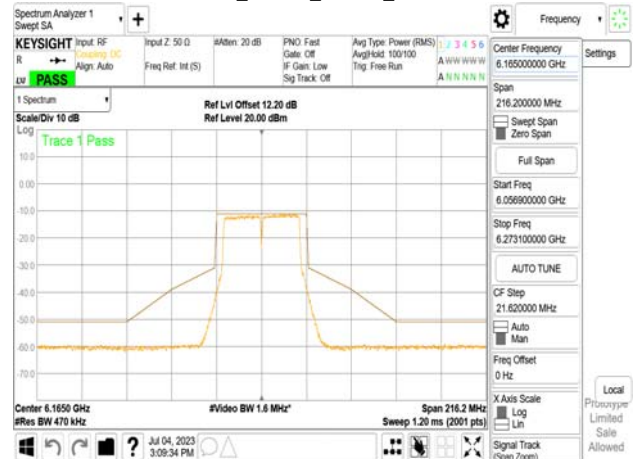 Spectrum Analyzer 1
Swept SA
+
Frequency
KEYSIGHT
R
LV
PASS
Input: RF
Coupling: DC
Align: Auto
Input Z: 50 Ω
Freq Ref: Int (S)
#Atten: 20 dB
PNO: Fast
Gate: Off
IF Gain: Low
Sig Track: Off
Avg Type: Power (RMS)
Avg|Hold: 100/100
Trig: Free Run
1 2 3 4 5 6
A W W W W W
A N N N N N
Center Frequency
6.165000000 GHz
Settings
Span
216.200000 MHz
Swept Span
Zero Span
Full Span
Start Freq
6.056900000 GHz
Stop Freq
6.273100000 GHz
AUTO TUNE
CF Step
21.620000 MHz
Auto
Man
Freq Offset
0 Hz
X Axis Scale
Log
Lin
Signal Track
(Span Zoom)
Local
Prototype
Limited
Sale
Allowed
1 Spectrum
Scale/Div 10 dB
Ref Lvl Offset 12.20 dB
Ref Level 20.00 dBm
Log
Trace 1 Pass
10.0
0.00
-10.0
-20.0
-30.0
-40.0
-50.0
-60.0
-70.0
Center 6.1650 GHz
#Video BW 1.6 MHz*
Span 216.2 MHz
#Res BW 470 kHz
Sweep 1.20 ms (2001 pts)
?
Jul 04, 2023
3:09:34 PM